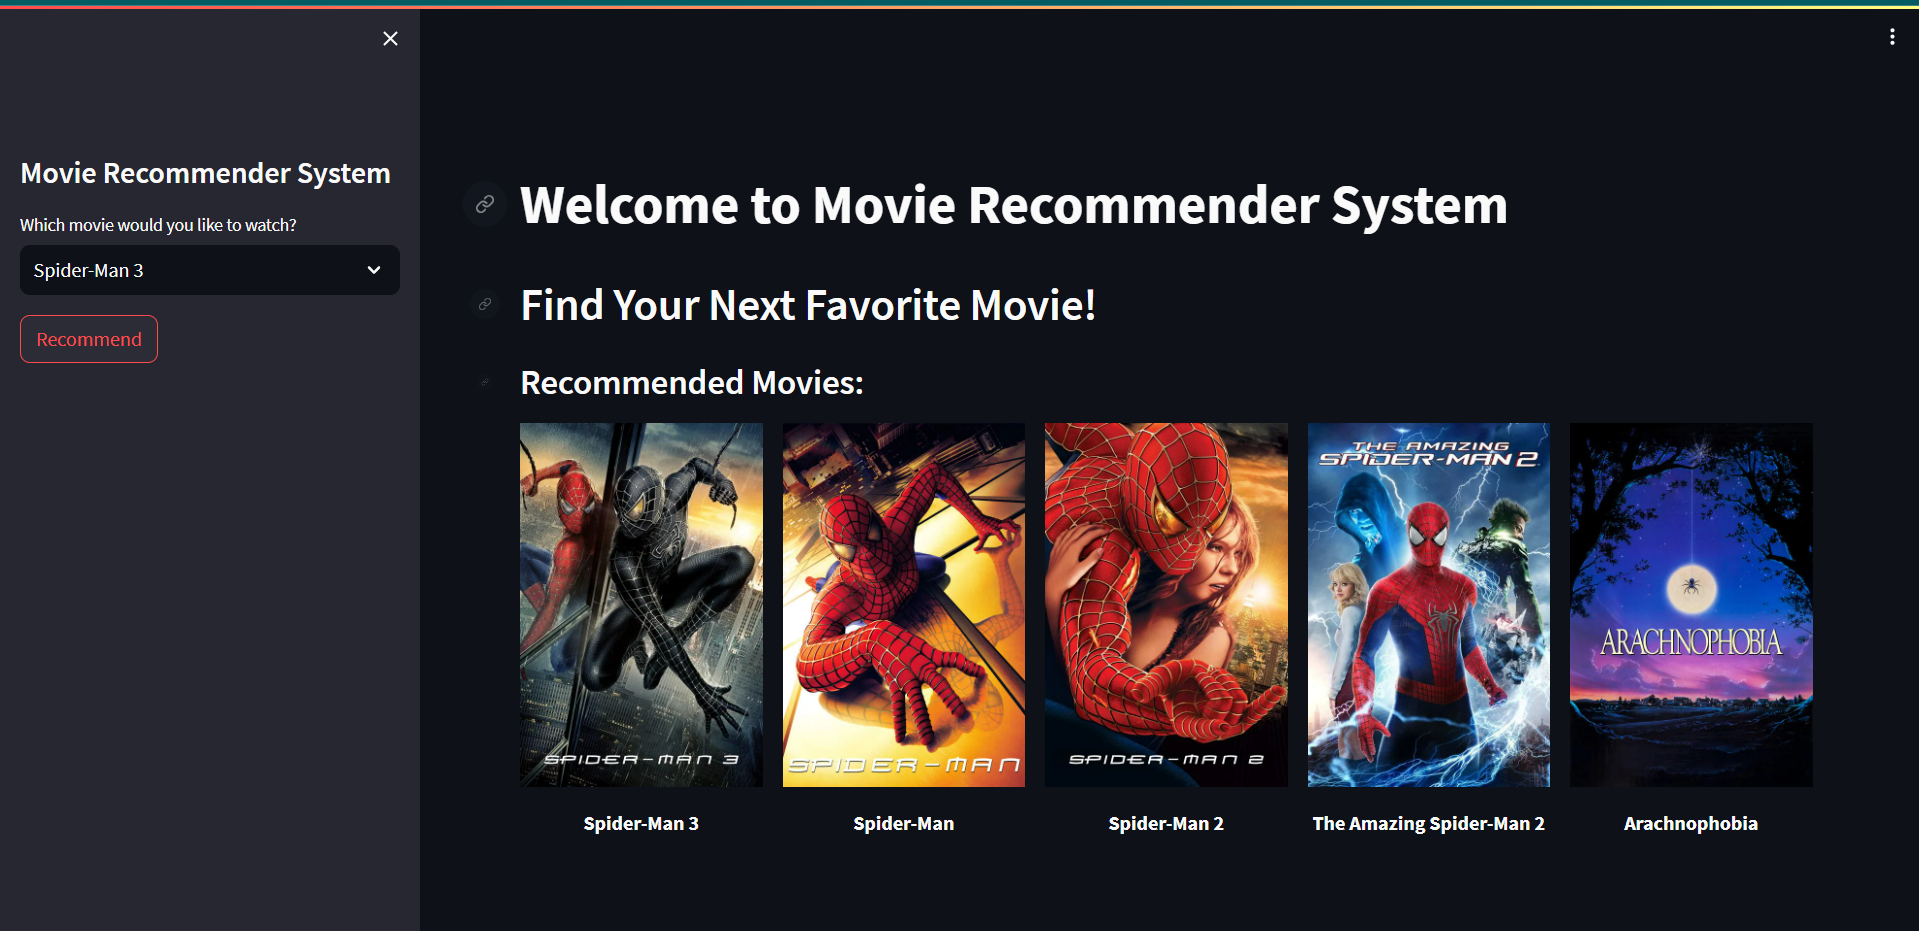 Movie Recommender System
Which movie would you like to watch?
Spider-Man 3
Recommend
Welcome to Movie Recommender System
Find Your Next Favorite Movie!
Recommended Movies:
SPIDER-MAN 3
SPIDER-MAN
SPIDER-MAN 2
THE AMAZING
SPIDER-MAN 2
ARACHNOPHOBIA
Spider-Man 3
Spider-Man
Spider-Man 2
The Amazing Spider-Man 2
Arachnophobia